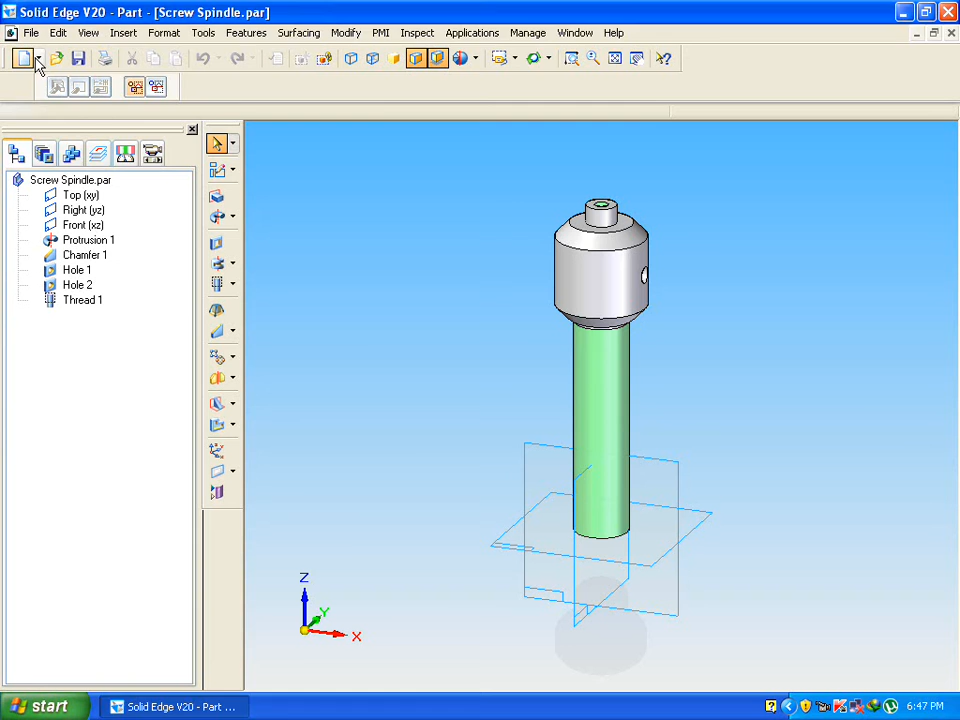 Solid Edge V20 - Part - [Screw Spindle.par]
File Edit View Insert Format Tools Features Surfacing Modify PMI Inspect Applications Manage Window Help
Screw Spindle.par
Top (xy)
Right (yz)
Front (xz)
Protrusion 1
Chamfer 1
Hole 1
Hole 2
Thread 1
Z
Y
X
start
Solid Edge V20 - Part ...
6:47 PM